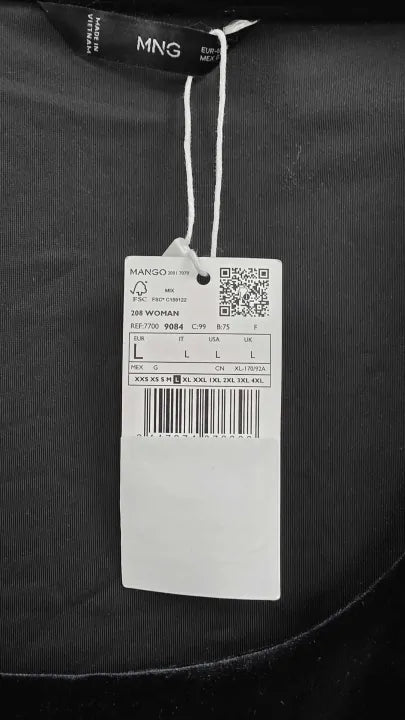 MADE IN
VIETNAM
MNG
MANGO
MIX
FSC
FSC® C150122
208 WOMAN
REF:7700 9084 C:99 B:75 F
EUR IT USA UK
L L L L
MEX G CN XL-170/92A
XXS XS S M L XL XXL 1XL 2XL 3XL 4XL